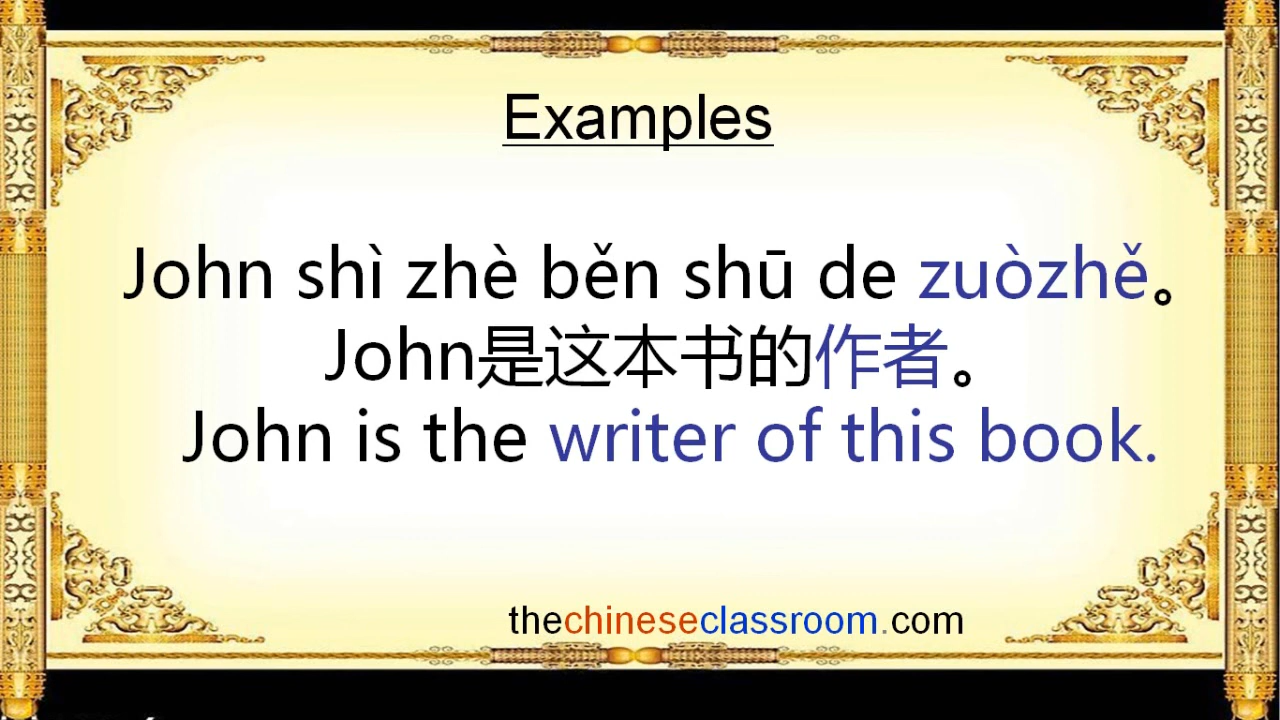 Examples
John shì zhè běn shū de zuòzhě。
John是这本书的作者。
John is the writer of this book.
thechineseclassroom.com